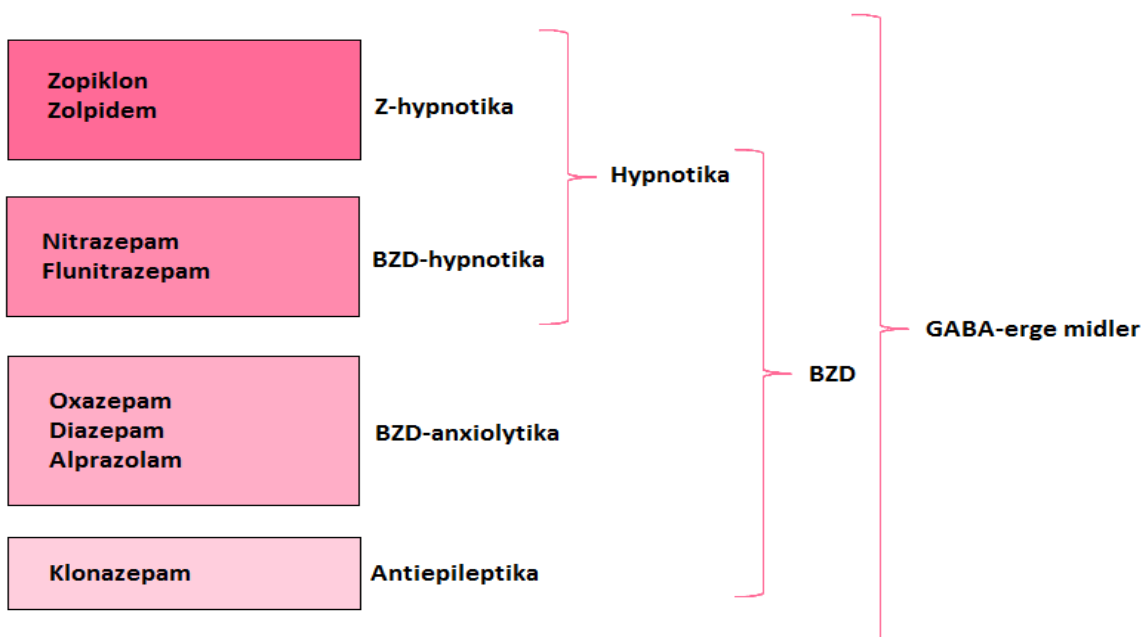 Zopiklon
Zolpidem
Z-hypnotika
Hypnotika
Nitrazepam
Flunitrazepam
BZD-hypnotika
GABA-erge midler
BZD
Oxazepam
Diazepam
Alprazolam
BZD-anxiolytika
Klonazepam
Antiepileptika